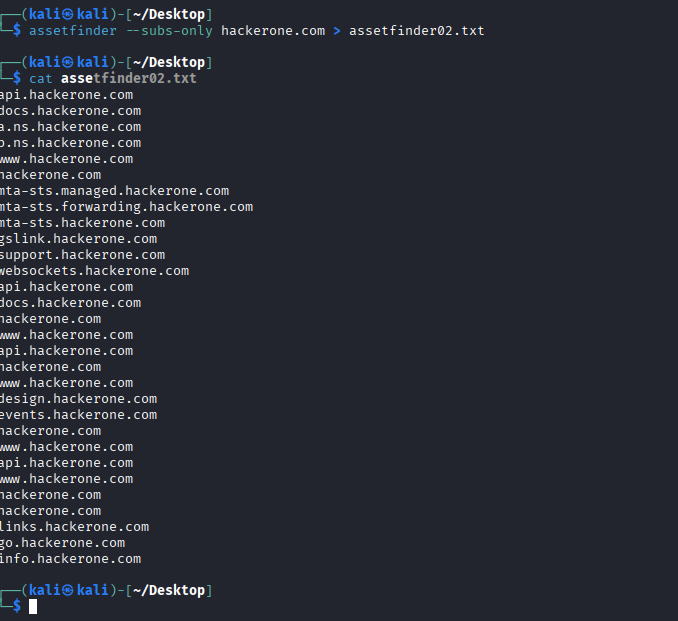 ┌──(kali㉿kali)-[~/Desktop]
└─$ assetfinder --subs-only hackerone.com > assetfinder02.txt
┌──(kali㉿kali)-[~/Desktop]
└─$ cat assetfinder02.txt
api.hackerone.com
docs.hackerone.com
a.ns.hackerone.com
b.ns.hackerone.com
www.hackerone.com
hackerone.com
mta-sts.managed.hackerone.com
mta-sts.forwarding.hackerone.com
mta-sts.hackerone.com
gslink.hackerone.com
support.hackerone.com
websockets.hackerone.com
api.hackerone.com
docs.hackerone.com
hackerone.com
www.hackerone.com
api.hackerone.com
hackerone.com
www.hackerone.com
design.hackerone.com
events.hackerone.com
hackerone.com
www.hackerone.com
api.hackerone.com
www.hackerone.com
hackerone.com
hackerone.com
links.hackerone.com
go.hackerone.com
info.hackerone.com
┌──(kali㉿kali)-[~/Desktop]
└─$